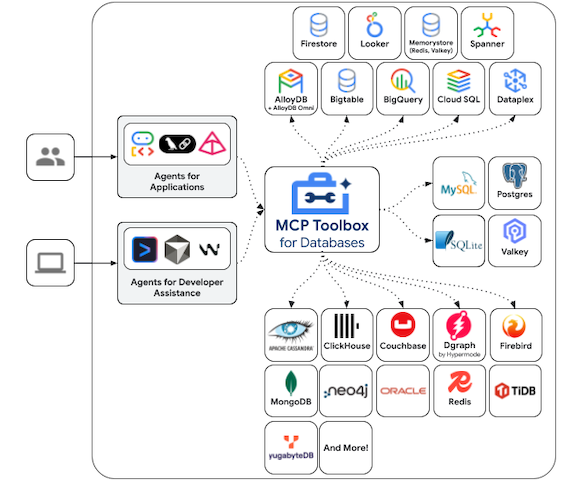 Firestore
Looker
Memorystore
(Redis, Valkey)
Spanner
AlloyDB
+ AlloyDB Omni
Bigtable
BigQuery
Cloud SQL
Dataplex
Agents for
Applications
MCP Toolbox
for Databases
MySQL
Postgres
SQLite
Valkey
Agents for Developer
Assistance
APACHE CASSANDRA
ClickHouse
Couchbase
Dgraph
by Hypermode
Firebird
MongoDB
neo4j
ORACLE
Redis
TiDB
yugabyteDB
And More!